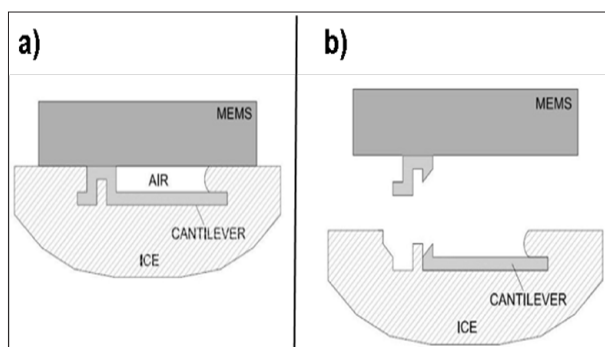 a)
MEMS
AIR
CANTILEVER
ICE
b)
MEMS
CANTILEVER
ICE